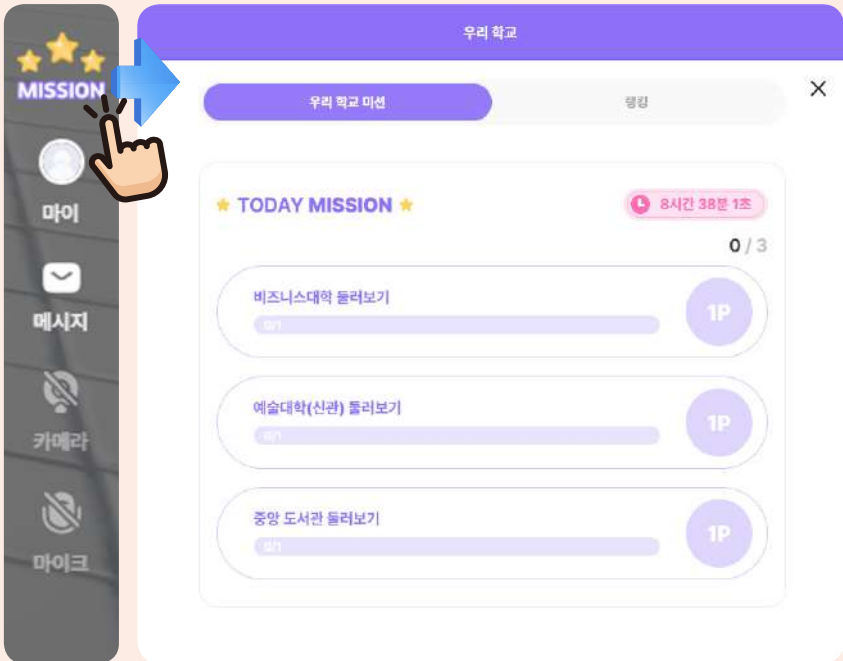 MISSION
마이
메시지
카메라
마이크
우리 학교
우리 학교 미션
랭킹
TODAY MISSION
8시간 38분 1초
0 / 3
비즈니스대학 둘러보기
0/1
1P
예술대학(신관) 둘러보기
0/1
1P
중앙 도서관 둘러보기
0/1
1P